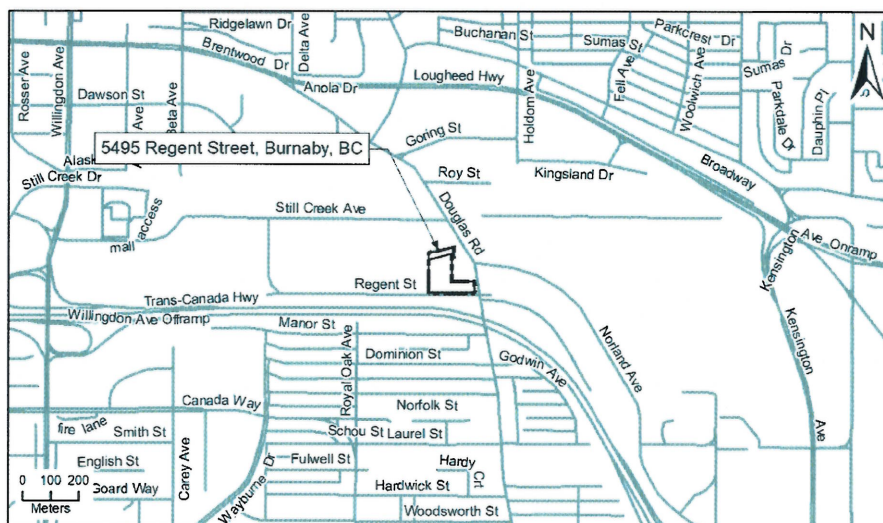 Ridgelawn Dr
Delta Ave
Buchanan St
Parkcrest Dr
Sumas St
Sumas Dr
Rosser Ave
Willingdon Ave
Brentwood Dr
Anola Dr
Lougheed Hwy
Holdom Ave
Fell Ave
Woolwich Ave
Parkdale Dr
Dauphin Pl
N
Dawson St
Ave
Beta Ave
Goring St
Broadway
5495 Regent Street, Burnaby, BC
Alask
Still Creek Dr
Roy St
Kingsland Dr
mall access
Still Creek Ave
Douglas Rd
Kensington Ave Onramp
Kensington
Regent St
Trans-Canada Hwy
Willingdon Ave Offramp
Manor St
Royal Oak Ave
Dominion St
Godwin Ave
Norland Ave
Kensington Ave
Canada Way
Norfolk St
fire lane
Smith St
Carey Ave
Schou St
Laurel St
English St
Wayburne Dr
Fulwell St
Hardy Crt
0 100 200
Meters
Goard Way
Hardwick St
Woodsworth St